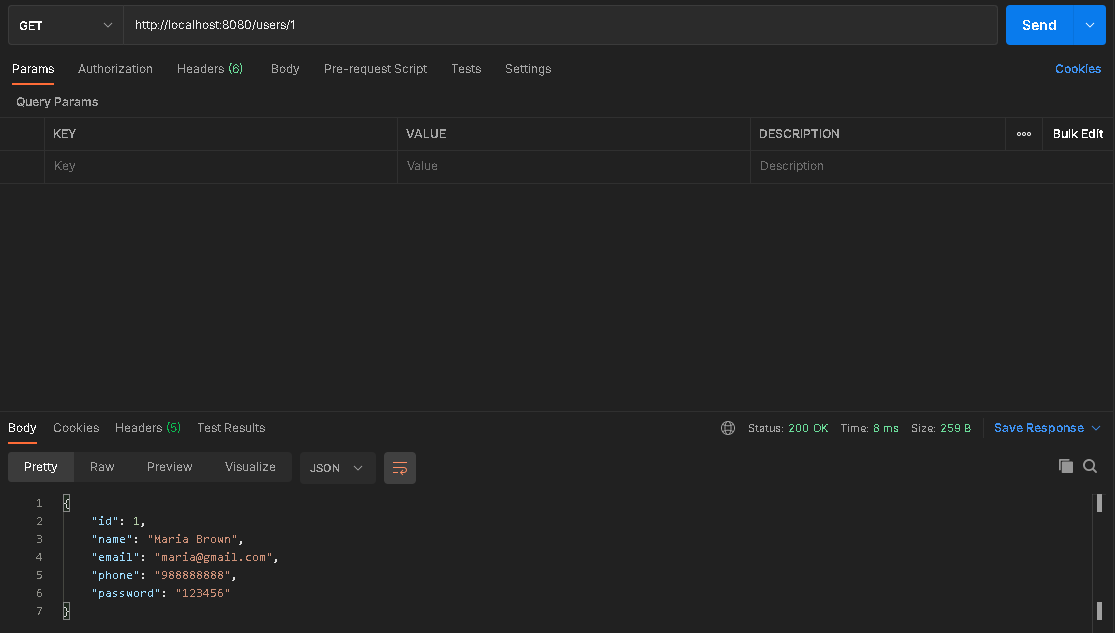 GET http://localhost:8080/users/1 Send
Params Authorization Headers (6) Body Pre-request Script Tests Settings Cookies
Query Params
KEY VALUE DESCRIPTION ooo Bulk Edit
Key Value Description
Body Cookies Headers (5) Test Results Status: 200 OK Time: 8 ms Size: 259 B Save Response
Pretty Raw Preview Visualize JSON
1 {
2 "id": 1,
3 "name": "Maria Brown",
4 "email": "maria@gmail.com",
5 "phone": "988888888",
6 "password": "123456"
7 }